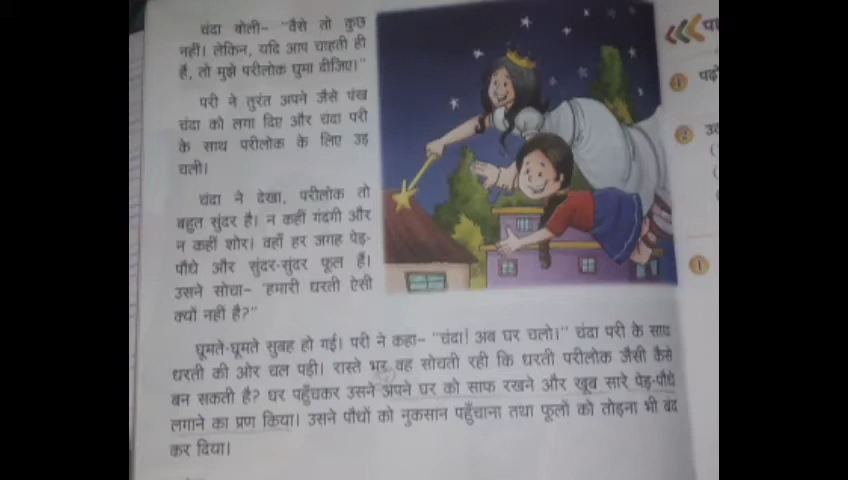 चंदा बोली- "वैसे तो कुछ
नहीं। लेकिन, यदि आप चाहती ही
हैं, तो मुझे परीलोक घुमा दीजिए।"
परी ने तुरंत अपने जैसे पंख
चंदा को लगा दिए और चंदा परी
के साथ परीलोक के लिए उड़
चली।
चंदा ने देखा, परीलोक तो
बहुत सुंदर है। न कहीं गंदगी और
न कहीं शोर। वहाँ हर जगह पेड़-
पौधे और सुंदर-सुंदर फूल हैं।
उसने सोचा- 'हमारी धरती ऐसी
क्यों नहीं है?"
घूमते-घूमते सुबह हो गई। परी ने कहा- "चंदा! अब घर चलो।" चंदा परी के साथ
धरती की ओर चल पड़ी। रास्ते भर वह सोचती रही कि धरती परीलोक जैसी कैसे
बन सकती है? घर पहुँचकर उसने अपने घर को साफ रखने और खूब सारे पेड़-पौधे
लगाने का प्रण किया। उसने पौधों को नुकसान पहुँचाना तथा फूलों को तोड़ना भी बंद
कर दिया।
1
2
1